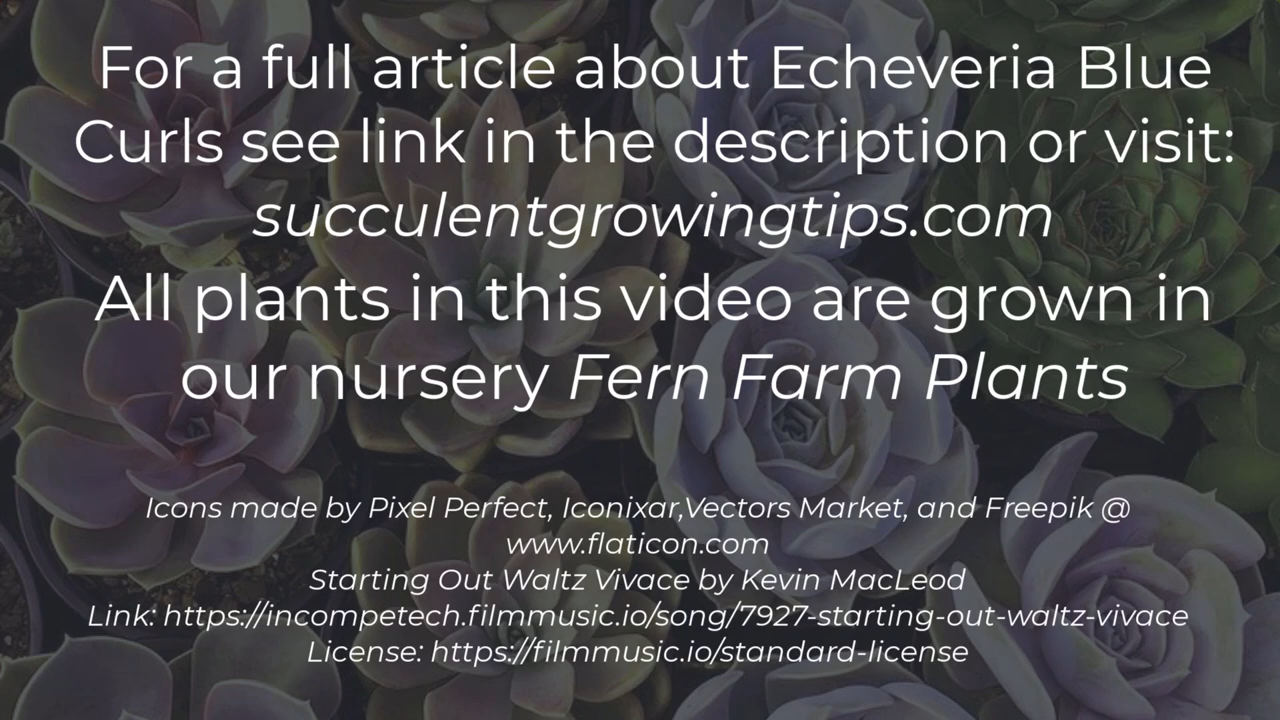 For a full article about Echeveria Blue
Curls see link in the description or visit:
succulentgrowingtips.com
All plants in this video are grown in
our nursery Fern Farm Plants
Icons made by Pixel Perfect, Iconixar,Vectors Market, and Freepik @
www.flaticon.com
Starting Out Waltz Vivace by Kevin MacLeod
Link: https://incompetech.filmmusic.io/song/7927-starting-out-waltz-vivace
License: https://filmmusic.io/standard-license